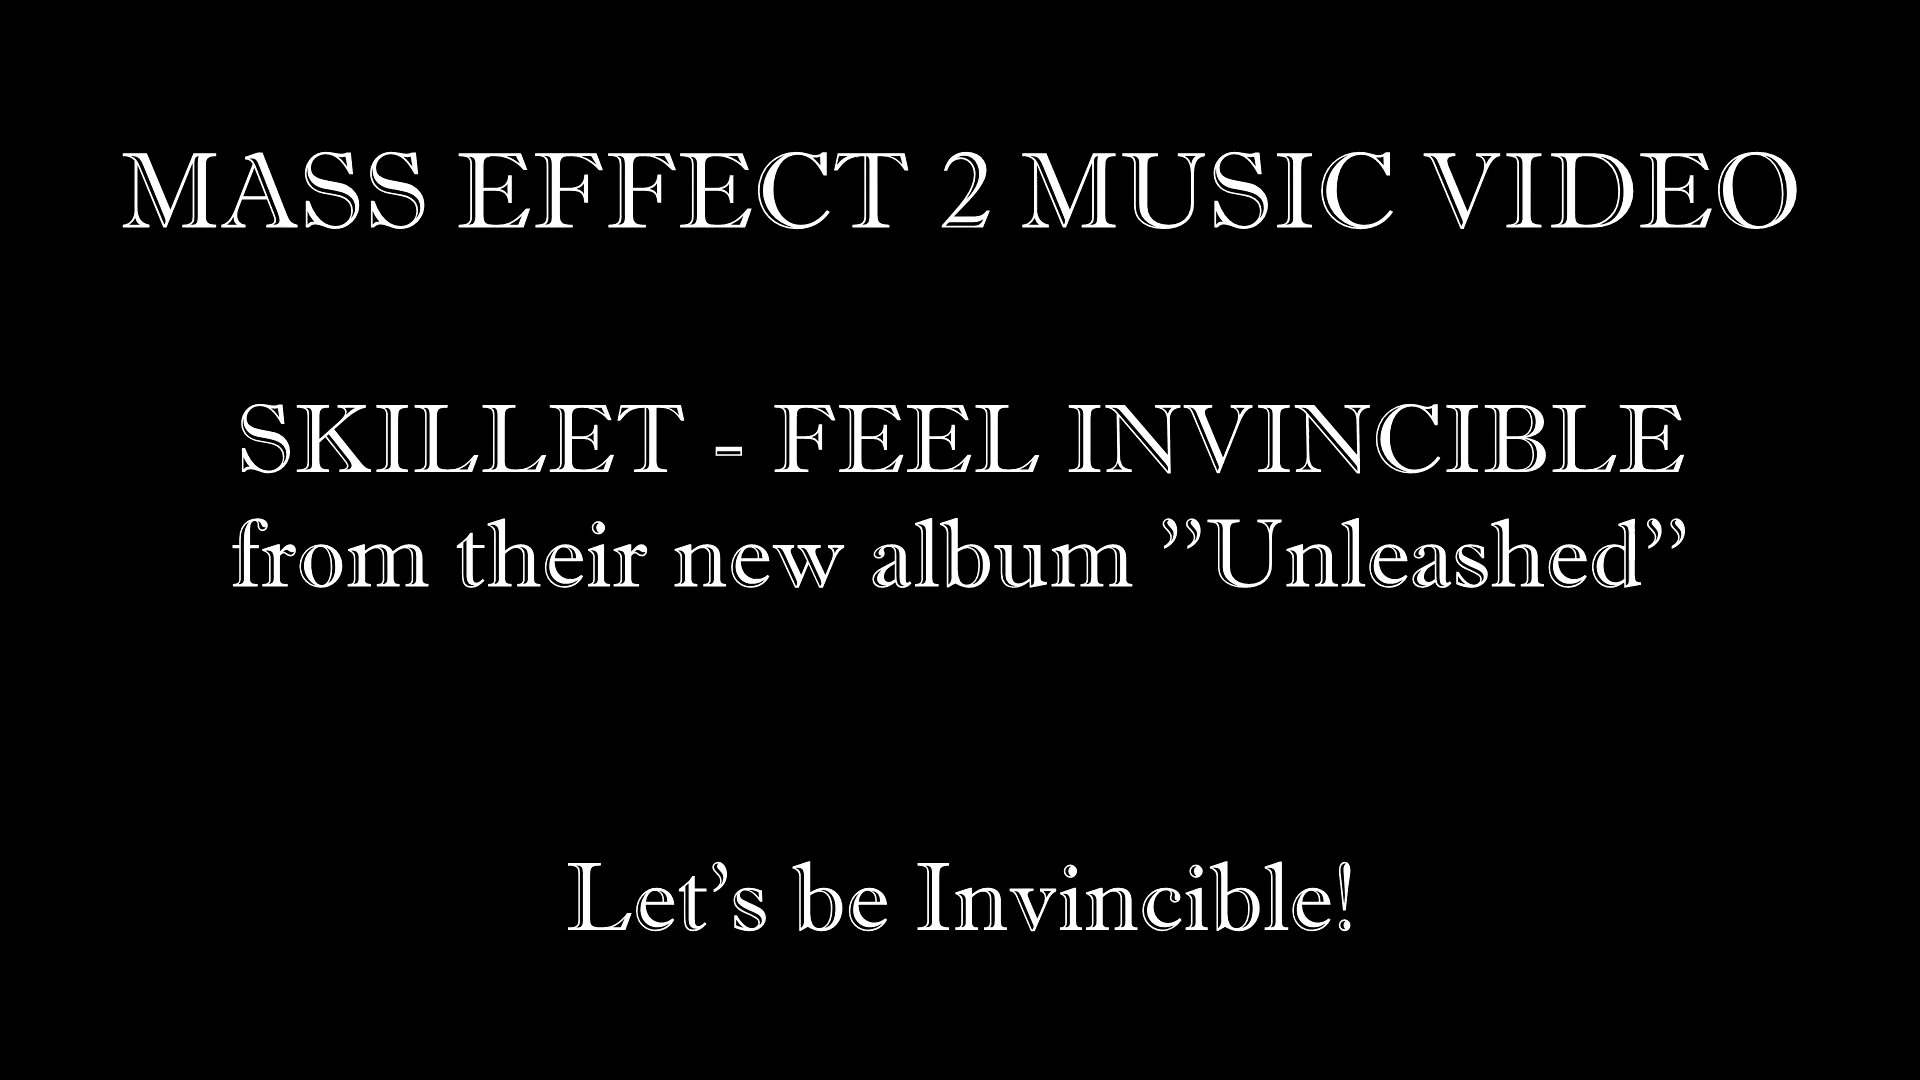 MASS EFFECT 2 MUSIC VIDEO
SKILLET - FEEL INVINCIBLE
from their new album ”Unleashed”
Let’s be Invincible!